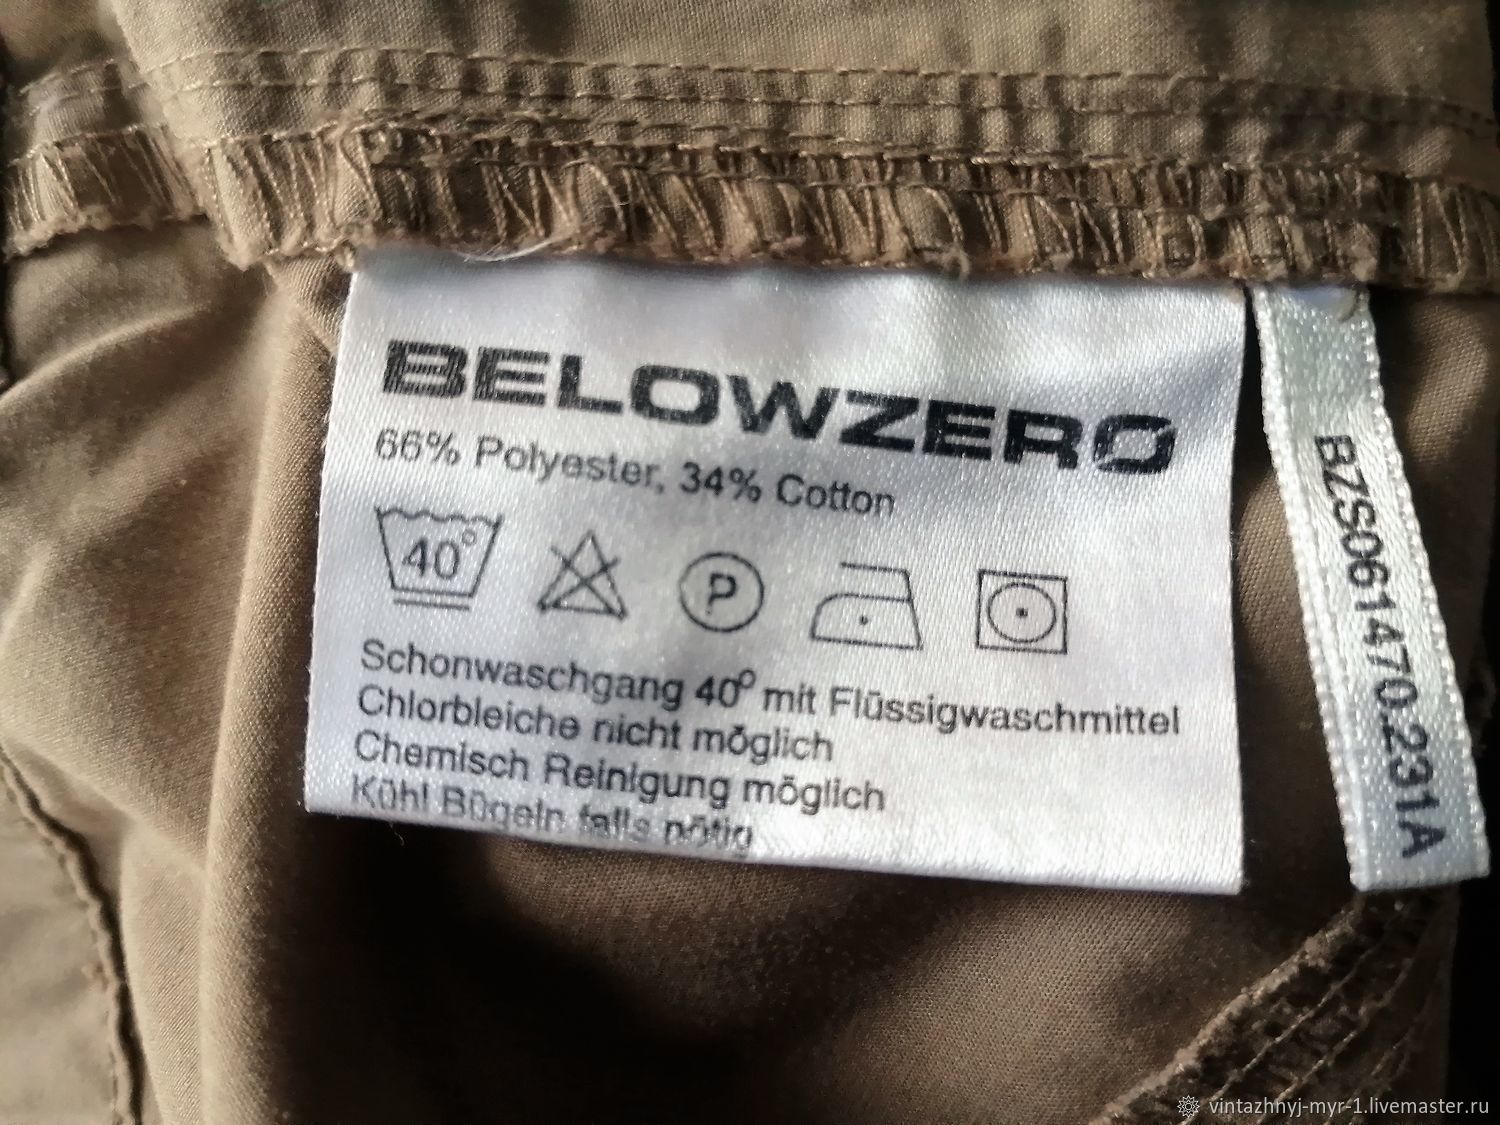 BELOWZERO
66% Polyester, 34% Cotton
40°
P
Schonwaschgang 40° mit Flüssigwaschmittel
Chlorbleiche nicht möglich
Chemisch Reinigung möglich
Kühl Bügeln falls nötig
BZS061470.231A
vintazhnyj-myr-1.livemaster.ru